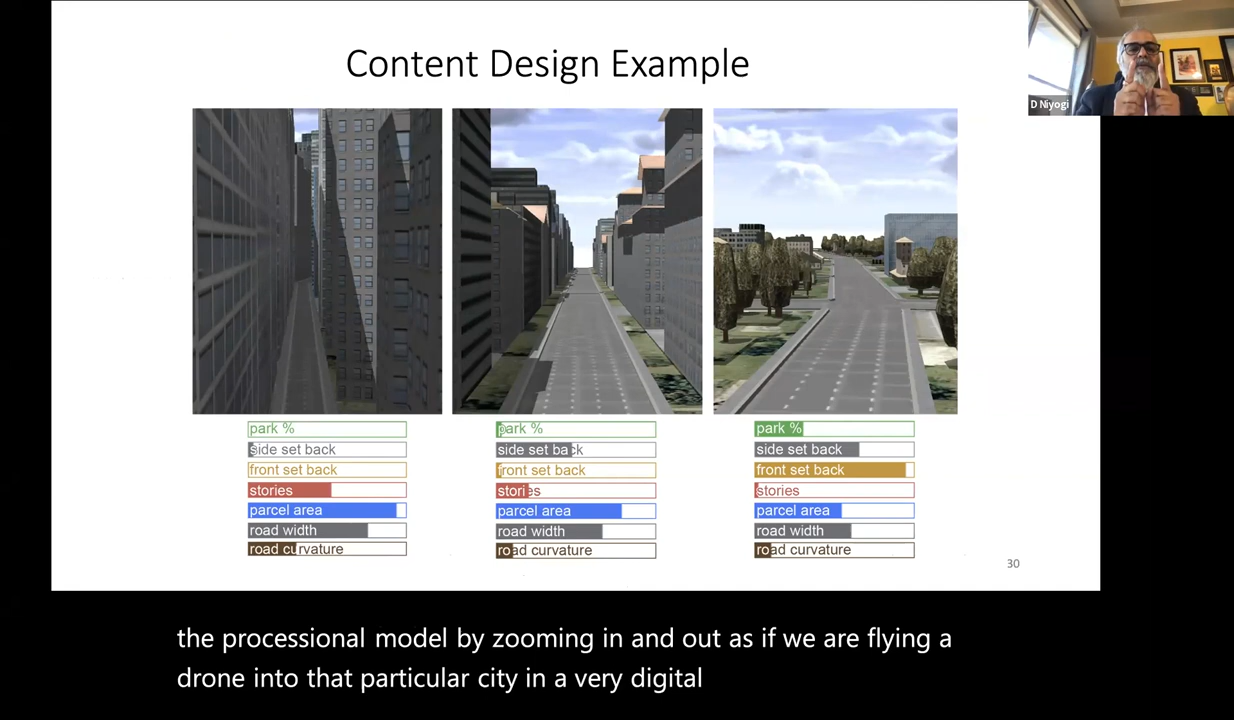 Content Design Example
D Niyogi
park %
side set back
front set back
stories
parcel area
road width
road curvature
park %
side set back
front set back
stories
parcel area
road width
road curvature
park %
side set back
front set back
stories
parcel area
road width
road curvature
30
the processional model by zooming in and out as if we are flying a
drone into that particular city in a very digital